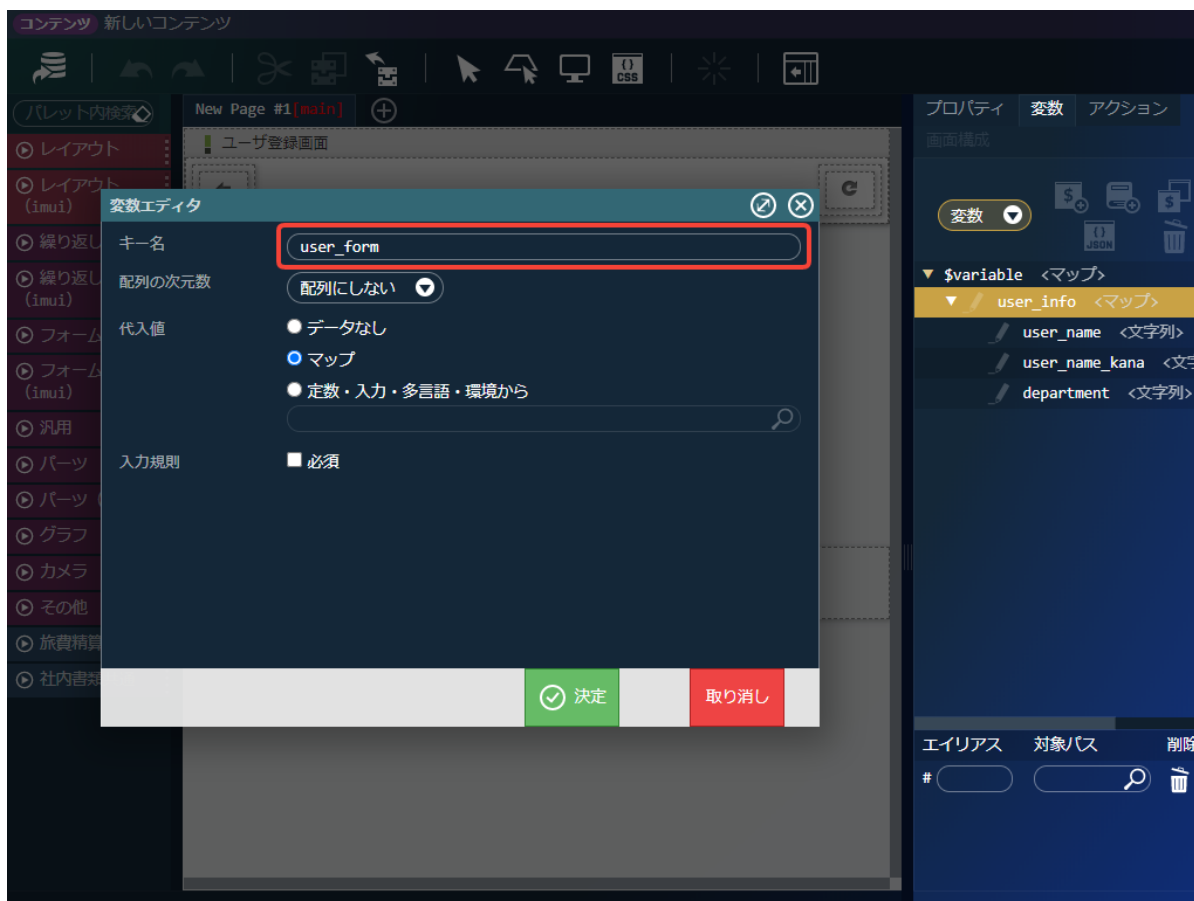 コンテンツ 新しいコンテンツ
{} CSS
パレット内検索
New Page #1[main]
プロパティ 変数 アクション
画面構成
レイアウト
ユーザ登録画面
レイアウト
(imui)
変数エディタ
変数
{} JSON
繰り返し
キー名 user_form
繰り返し
(imui)
配列の次元数 配列にしない
$variable <マップ>
user_info <マップ>
フォーム
代入値 データなし
user_name <文字列>
フォーム
(imui)
マップ
user_name_kana <文字
定数・入力・多言語・環境から
department <文字列>
汎用
パーツ
入力規則 必須
パーツ (
グラフ
カメラ
その他
旅費精算
社内書類
決定 取り消し
エイリアス 対象パス 削除
#